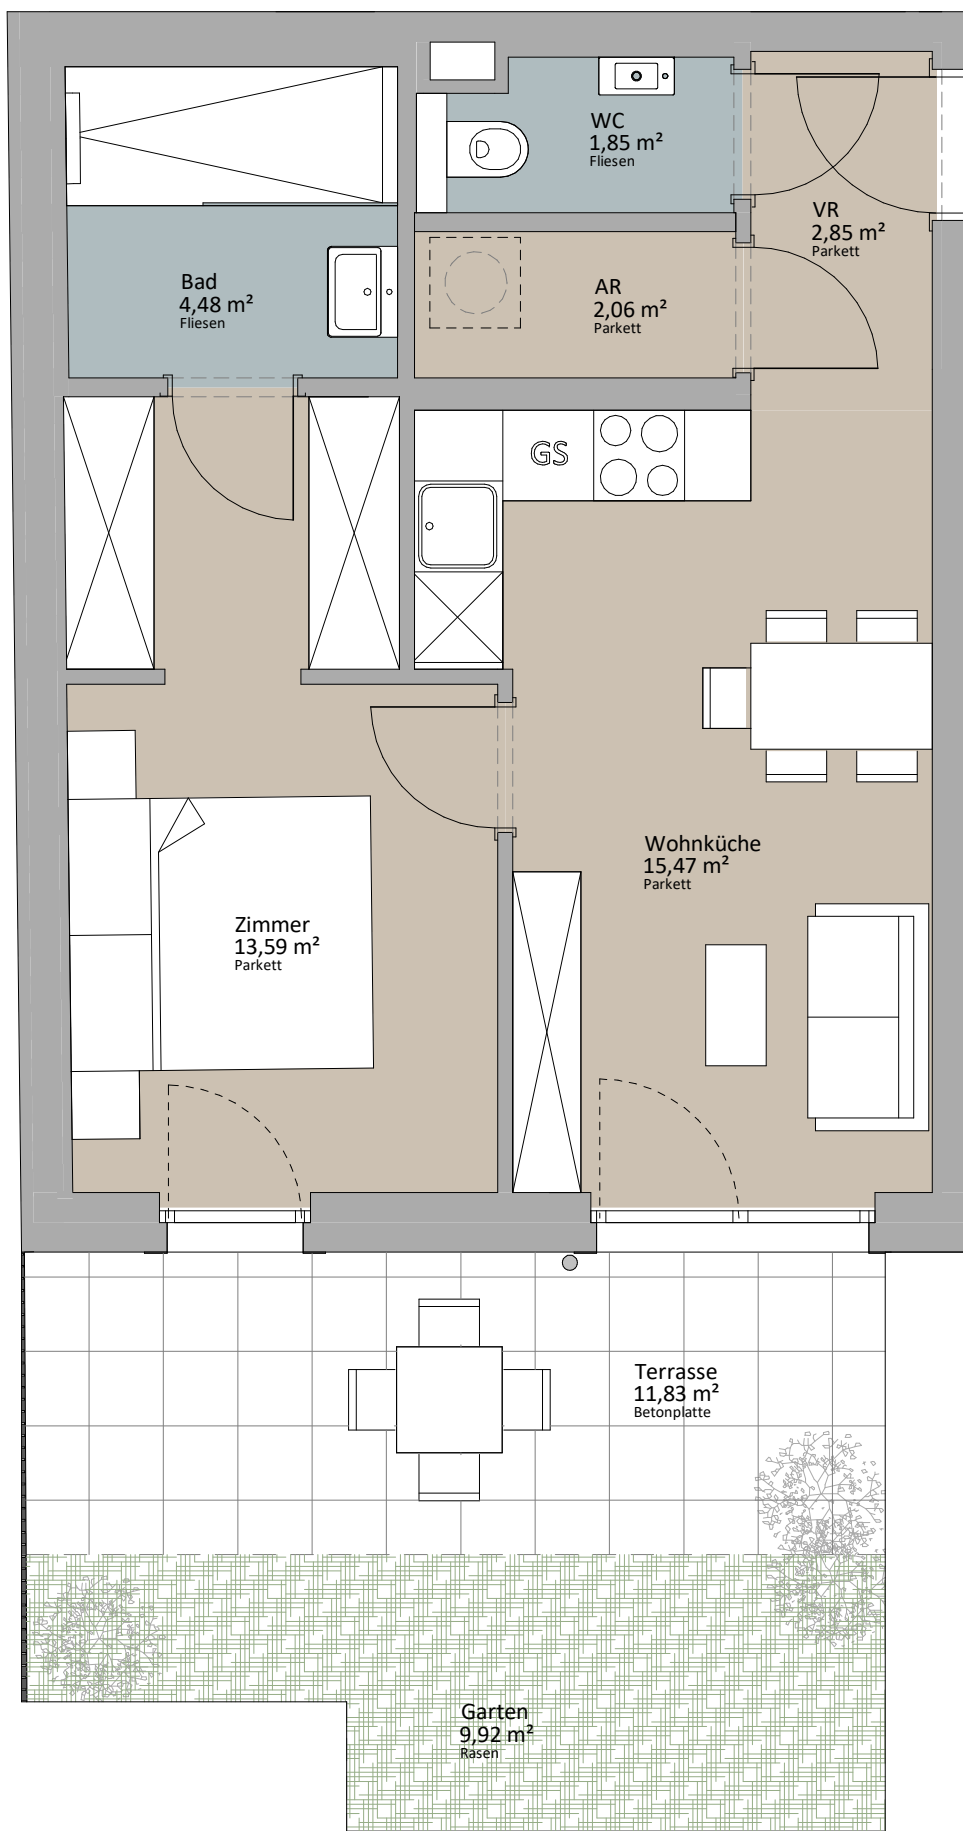 WC
1,85 m²
Fliesen
VR
2,85 m²
Parkett
Bad
4,48 m²
Fliesen
AR
2,06 m²
Parkett
GS
Wohnküche
15,47 m²
Parkett
Zimmer
13,59 m²
Parkett
Terrasse
11,83 m²
Betonplatte
Garten
9,92 m²
Rasen